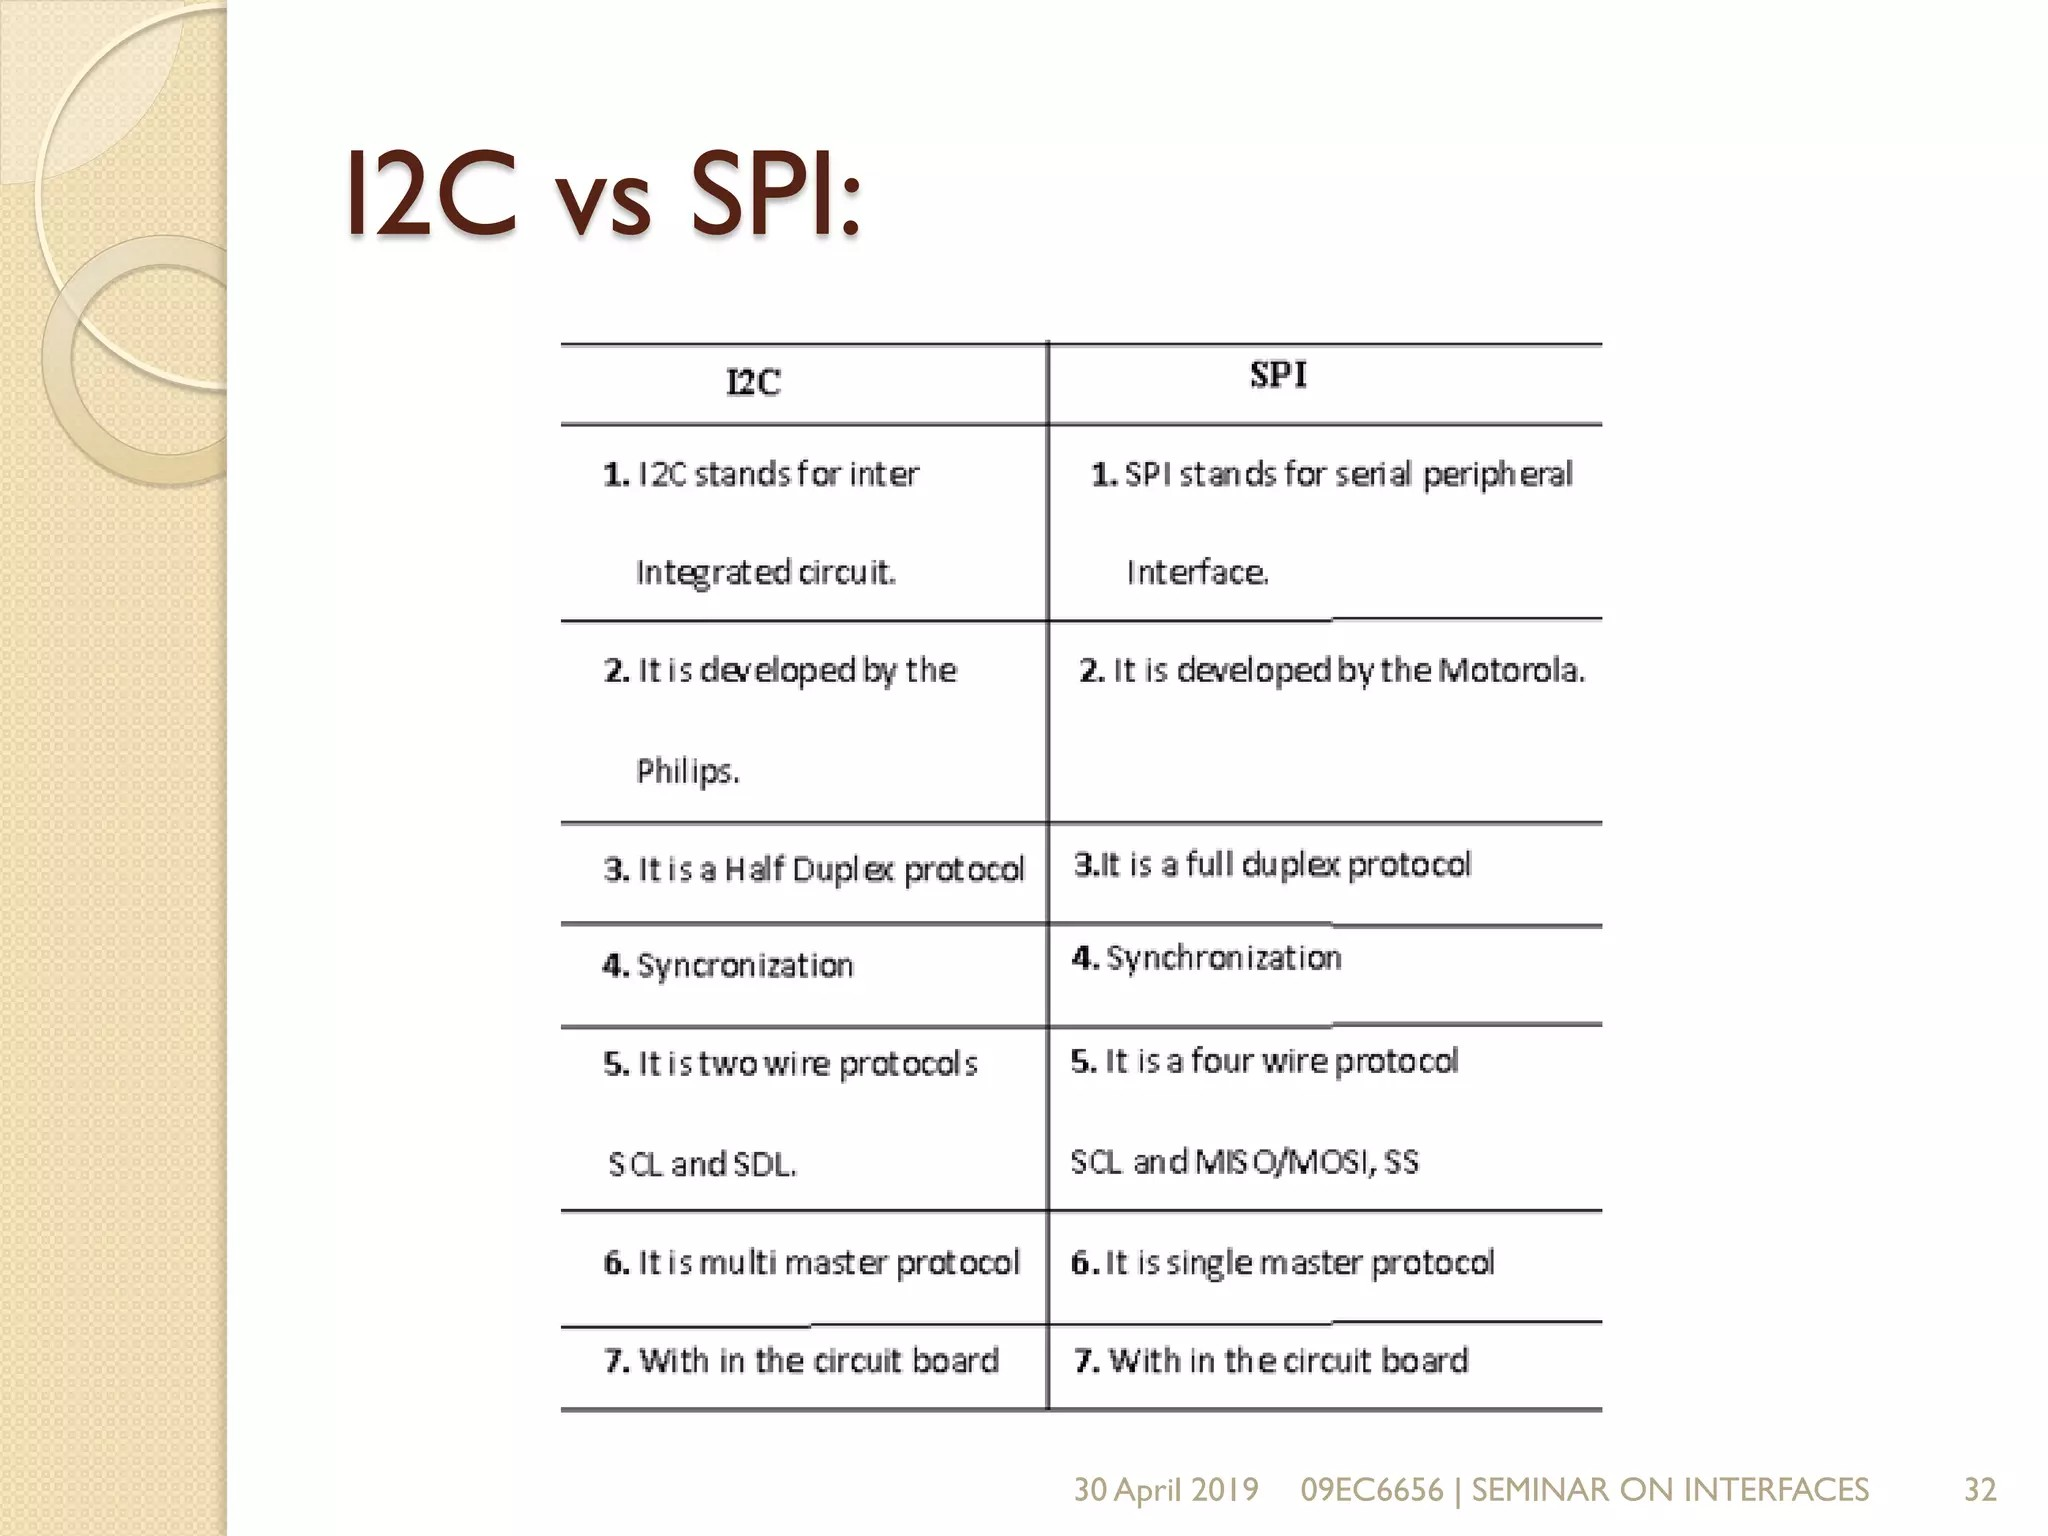 I2C vs SPI:
I2C
SPI
1. I2C stands for inter
Integrated circuit.
1. SPI stands for serial peripheral
Interface.
2. It is developed by the
Philips.
2. It is developed by the Motorola.
3. It is a Half Duplex protocol
3.It is a full duplex protocol
4. Syncronization
4. Synchronization
5. It is two wire protocols
SCL and SDL.
5. It is a four wire protocol
SCL and MISO/MOSI, SS
6. It is multi master protocol
6. It is single master protocol
7. With in the circuit board
7. With in the circuit board
30 April 2019 09EC6656 | SEMINAR ON INTERFACES 32